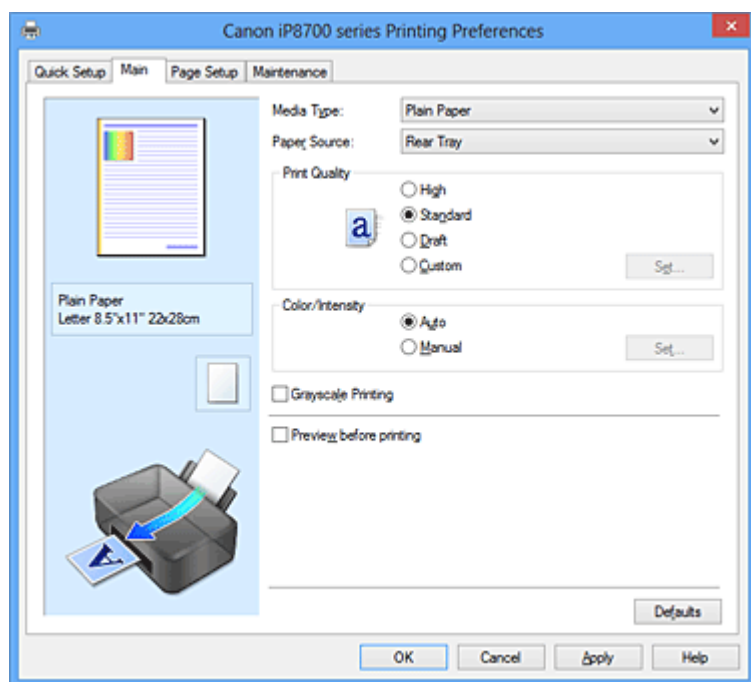 Canon iP8700 series Printing Preferences
Quick Setup Main Page Setup Maintenance
Media Type: Plain Paper
Paper Source: Rear Tray
Print Quality
High
a Standard
Draft
Custom Set...
Plain Paper
Letter 8.5"x11" 22x28cm
Color/Intensity
Auto
Manual Set...
Grayscale Printing
Preview before printing
A
Defaults
OK Cancel Apply Help